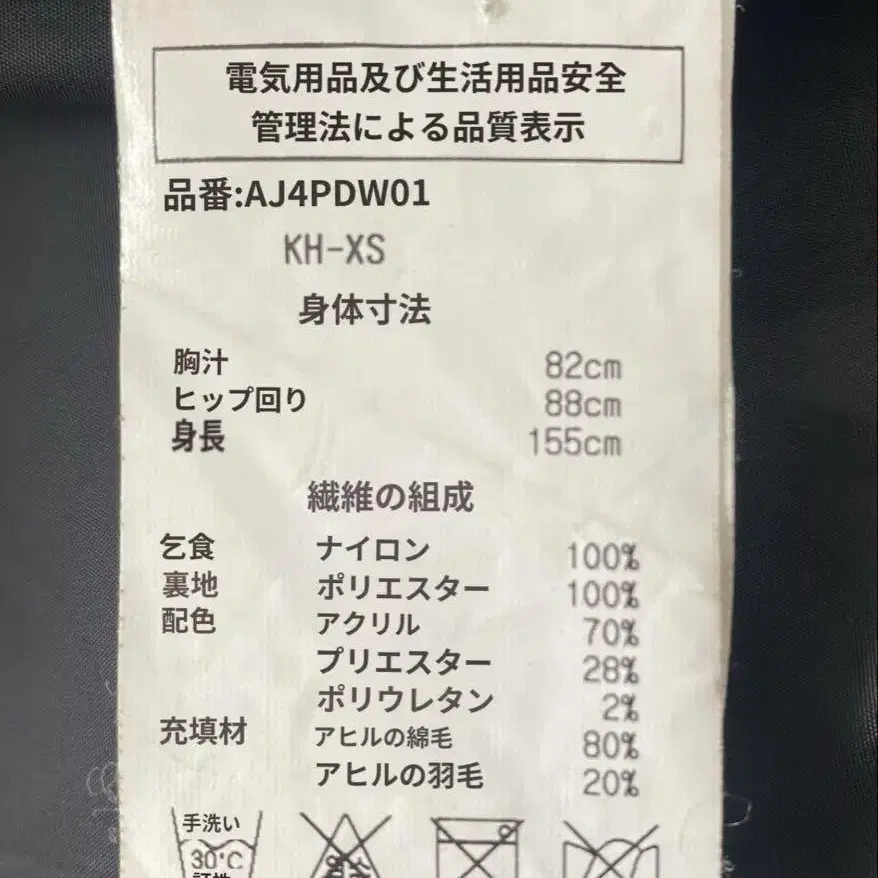 電気用品及び生活用品安全
管理法による品質表示
品番:AJ4PDW01
KH-XS
身体寸法
胸汁 82cm
ヒップ回り 88cm
身長 155cm
繊維の組成
乞食 ナイロン 100%
裏地 ポリエスター 100%
配色 アクリル 70%
プリエスター 28%
ポリウレタン 2%
充填材 アヒルの綿毛 80%
アヒルの羽毛 20%
手洗い
30℃